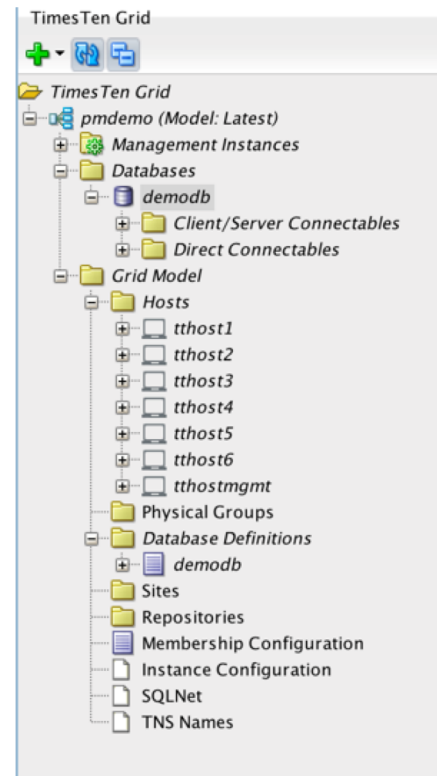 TimesTen Grid
TimesTen Grid
pmdemo (Model: Latest)
Management Instances
Databases
demodb
Client/Server Connectables
Direct Connectables
Grid Model
Hosts
tthost1
tthost2
tthost3
tthost4
tthost5
tthost6
tthostmgmt
Physical Groups
Database Definitions
demodb
Sites
Repositories
Membership Configuration
Instance Configuration
SQLNet
TNS Names